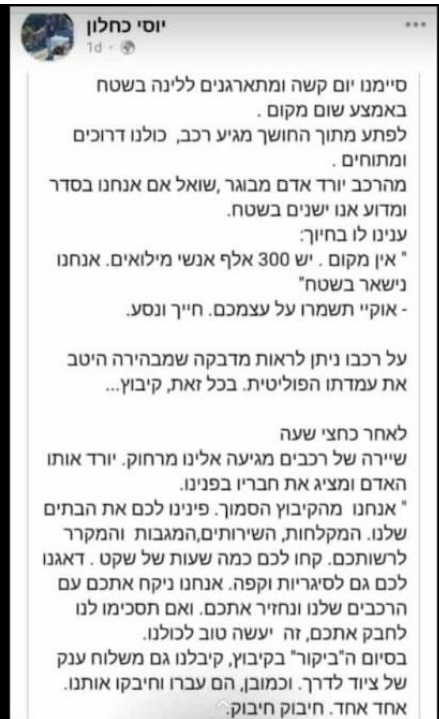 יוסי כחלון
1d ·
סיימנו יום קשה ומתארגנים ללינה בשטח
באמצע שום מקום .
לפתע מתוך החושך מגיע רכב, כולנו דרוכים
ומתוחים .
מהרכב יורד אדם מבוגר ,שואל אם אנחנו בסדר
ומדוע אנו ישנים בשטח.
ענינו לו בחיוך:
" אין מקום . יש 300 אלף אנשי מילואים. אנחנו
נישאר בשטח"
- אוקיי תשמרו על עצמכם. חייך ונסע.
על רכבו ניתן לראות מדבקה שמבהירה היטב
את עמדתו הפוליטית. בכל זאת, קיבוץ...
לאחר כחצי שעה
שיירה של רכבים מגיעה אלינו מרחוק. יורד אותו
האדם ומציג את חבריו בפנינו.
" אנחנו מהקיבוץ הסמוך. פינינו לכם את הבתים
שלנו. המקלחות, השירותים,המגבות והמקרר
לרשותכם. קחו לכם כמה שעות של שקט . דאגנו
לכם גם לסיגריות וקפה. אנחנו ניקח אתכם עם
הרכבים שלנו ונחזיר אתכם. ואם תסכימו לנו
לחבק אתכם, זה יעשה טוב לכולנו.
בסיום ה"ביקור" בקיבוץ, קיבלנו גם משלוח ענק
של ציוד לדרך. וכמובן, הם עברו וחיבקו אותנו.
אחד אחד. חיבוק חיבוק.